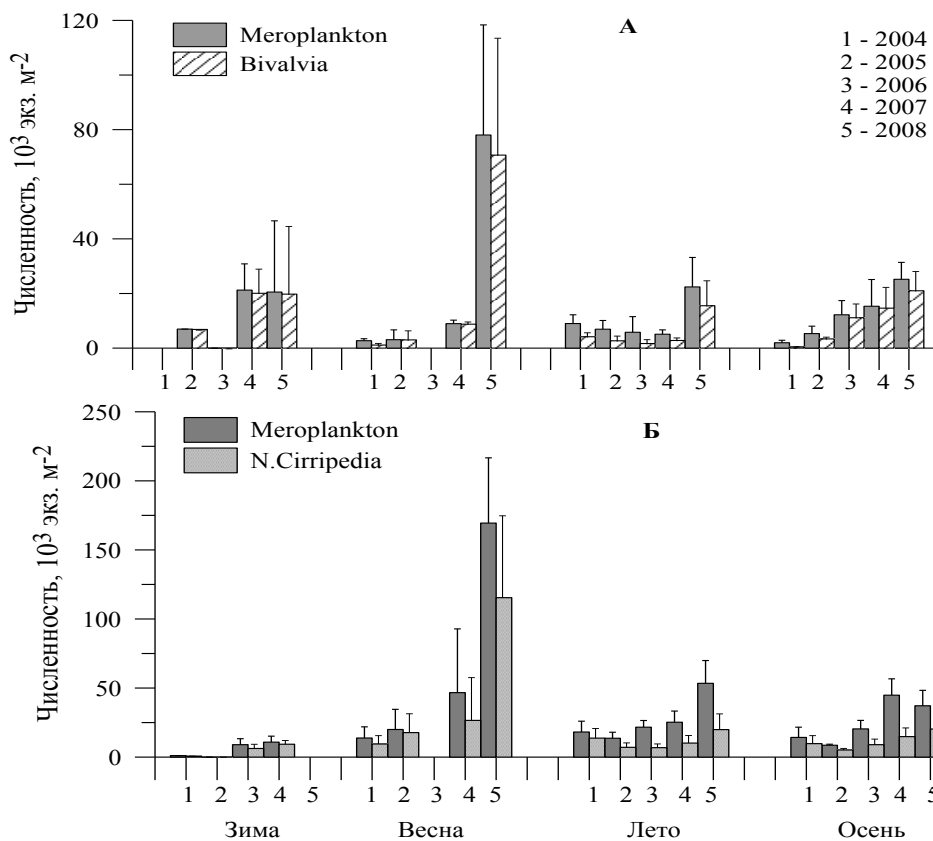 120
80
40
0
Численность, 10³ экз. м⁻²
Meroplankton
Bivalvia
А
1 - 2004
2 - 2005
3 - 2006
4 - 2007
5 - 2008
1 2 3 4 5 1 2 3 4 5 1 2 3 4 5 1 2 3 4 5
250
200
150
100
50
0
Численность, 10³ экз. м⁻²
Meroplankton
N.Cirripedia
Б
1 2 3 4 5 1 2 3 4 5 1 2 3 4 5 1 2 3 4 5
Зима Весна Лето Осень